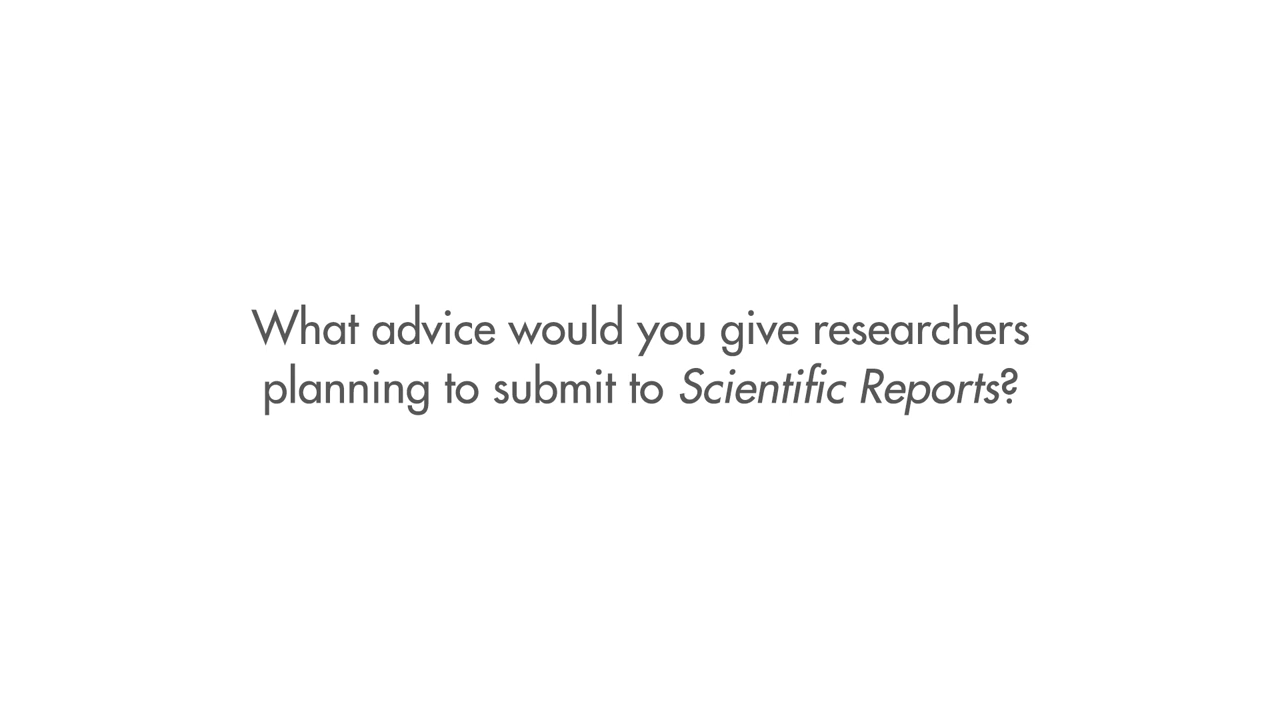 What advice would you give researchers
planning to submit to Scientific Reports?